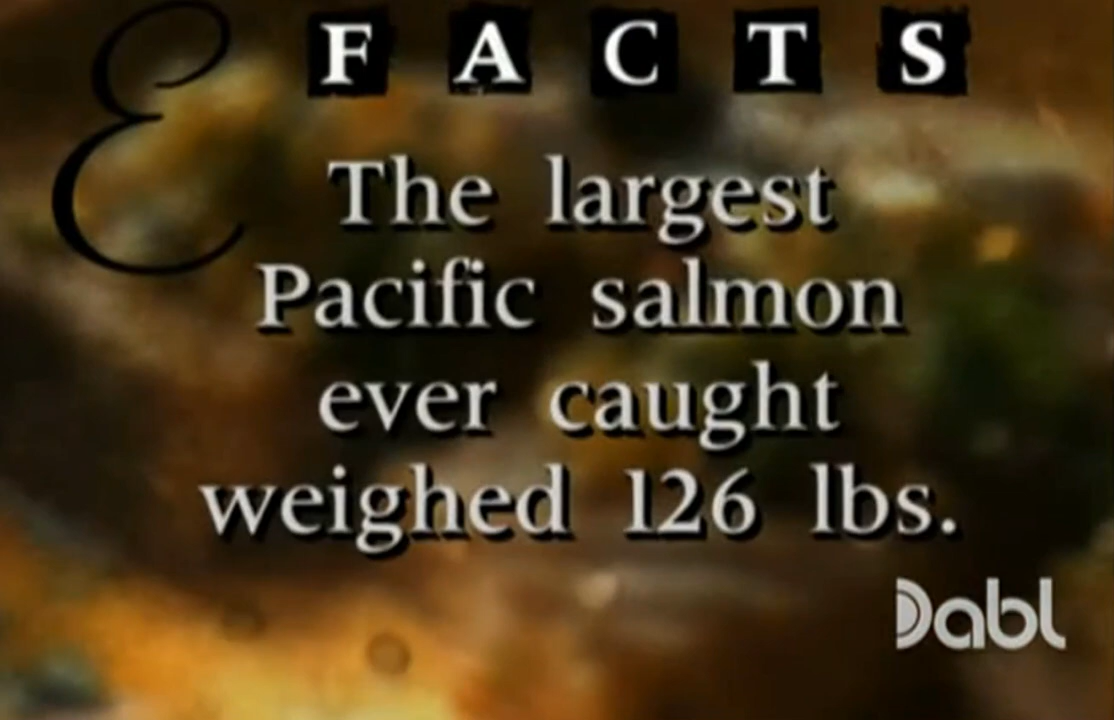 E FACTS
The largest
Pacific salmon
ever caught
weighed 126 lbs.
Dabl